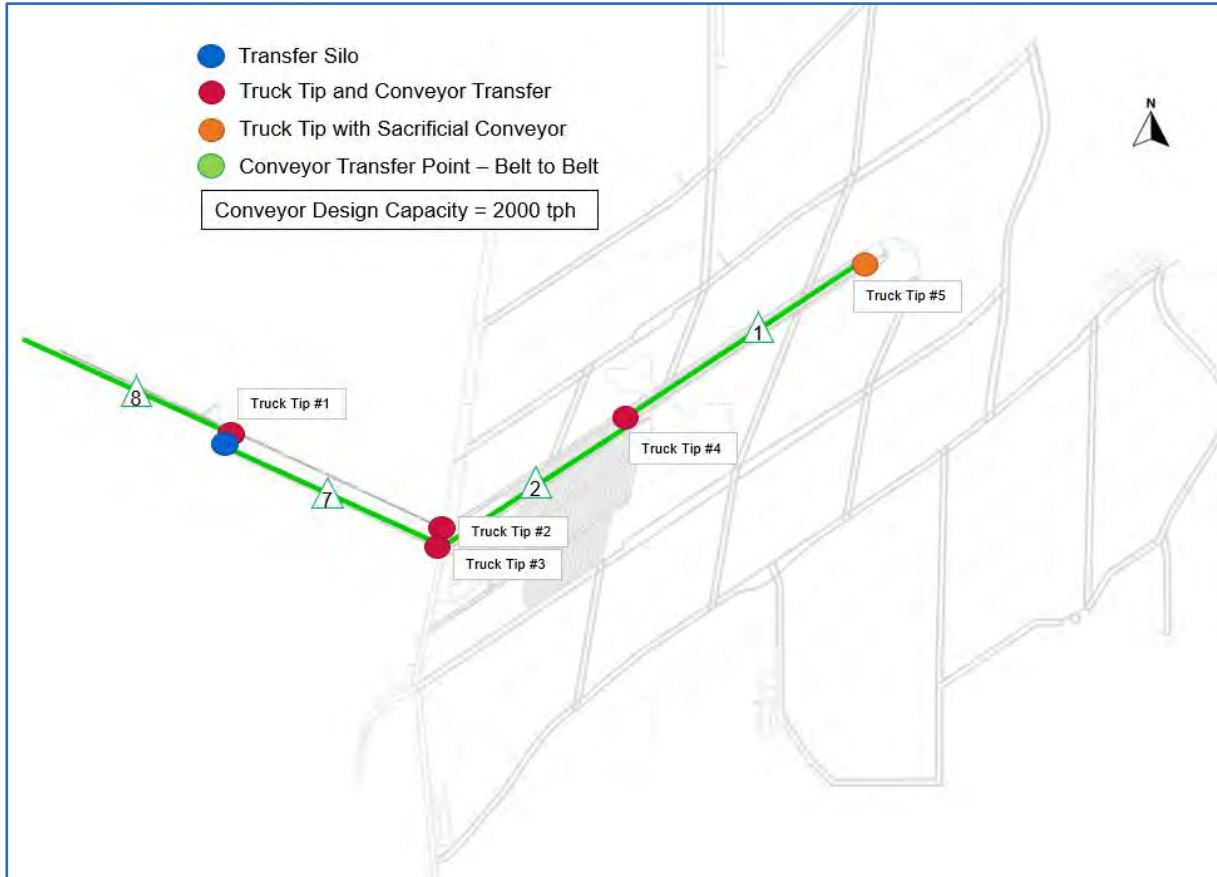 Transfer Silo
Truck Tip and Conveyor Transfer
Truck Tip with Sacrificial Conveyor
Conveyor Transfer Point – Belt to Belt
Conveyor Design Capacity = 2000 tph
N
Truck Tip #5
1
8
Truck Tip #1
Truck Tip #4
2
7
Truck Tip #2
Truck Tip #3